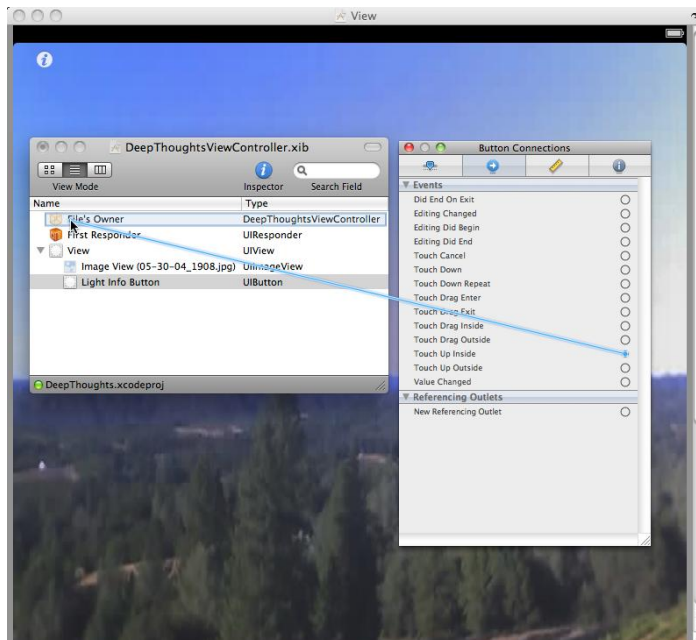 View
DeepThoughtsViewController.xib
View Mode
Inspector
Search Field
Name
Type
File's Owner
DeepThoughtsViewController
First Responder
UIResponder
View
UIView
Image View (05-30-04_1908.jpg)
UIImageView
Light Info Button
UIButton
DeepThoughts.xcodeproj
Button Connections
Events
Did End On Exit
Editing Changed
Editing Did Begin
Editing Did End
Touch Cancel
Touch Down
Touch Down Repeat
Touch Drag Enter
Touch Drag Exit
Touch Drag Inside
Touch Drag Outside
Touch Up Inside
Touch Up Outside
Value Changed
Referencing Outlets
New Referencing Outlet